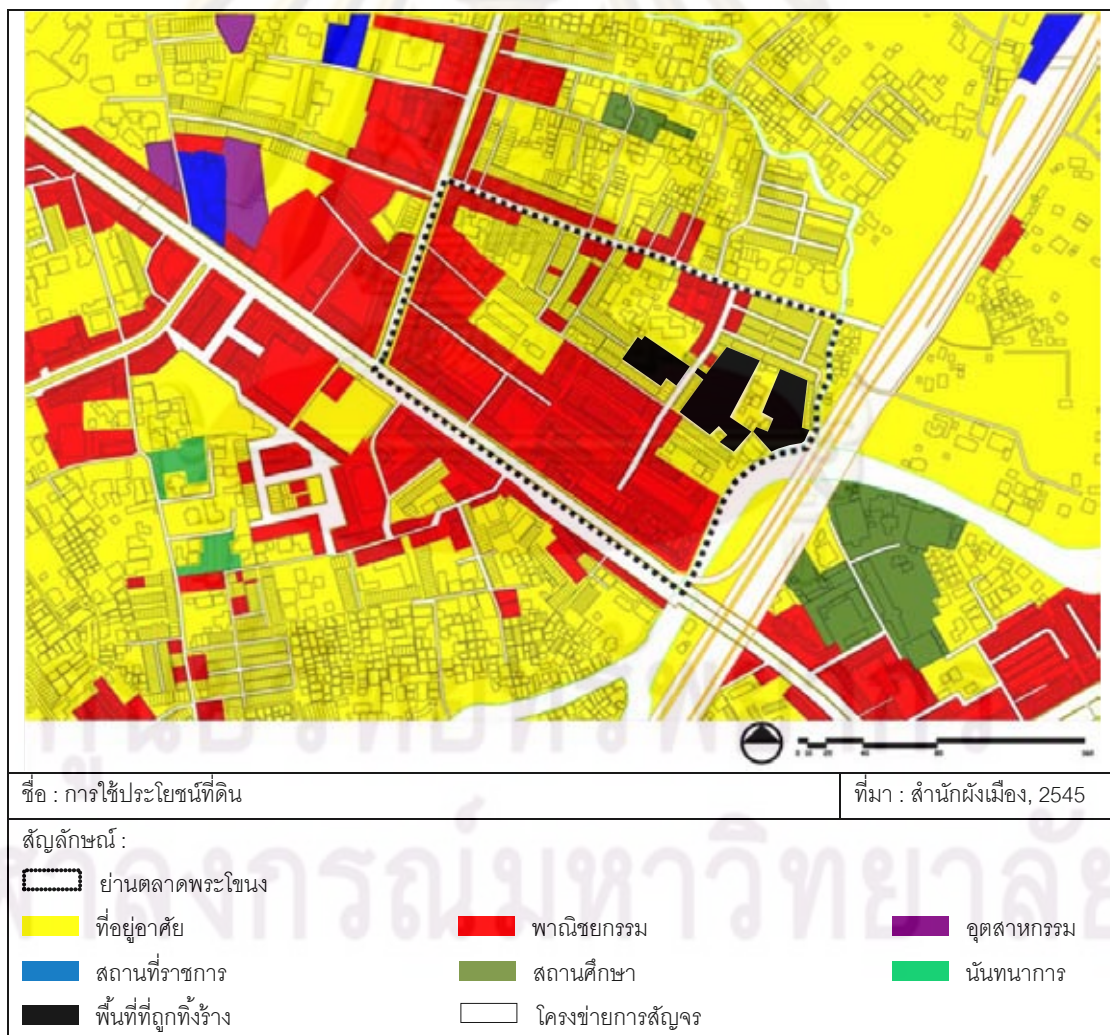 ชื่อ : การใช้ประโยชน์ที่ดิน
ที่มา : สำนักผังเมือง, 2545
สัญลักษณ์ :
ย่านตลาดพระโขนง
ที่อยู่อาศัย พาณิชยกรรม อุตสาหกรรม
สถานที่ราชการ สถานศึกษา นันทนาการ
พื้นที่ที่ถูกทิ้งร้าง โครงข่ายการสัญจร